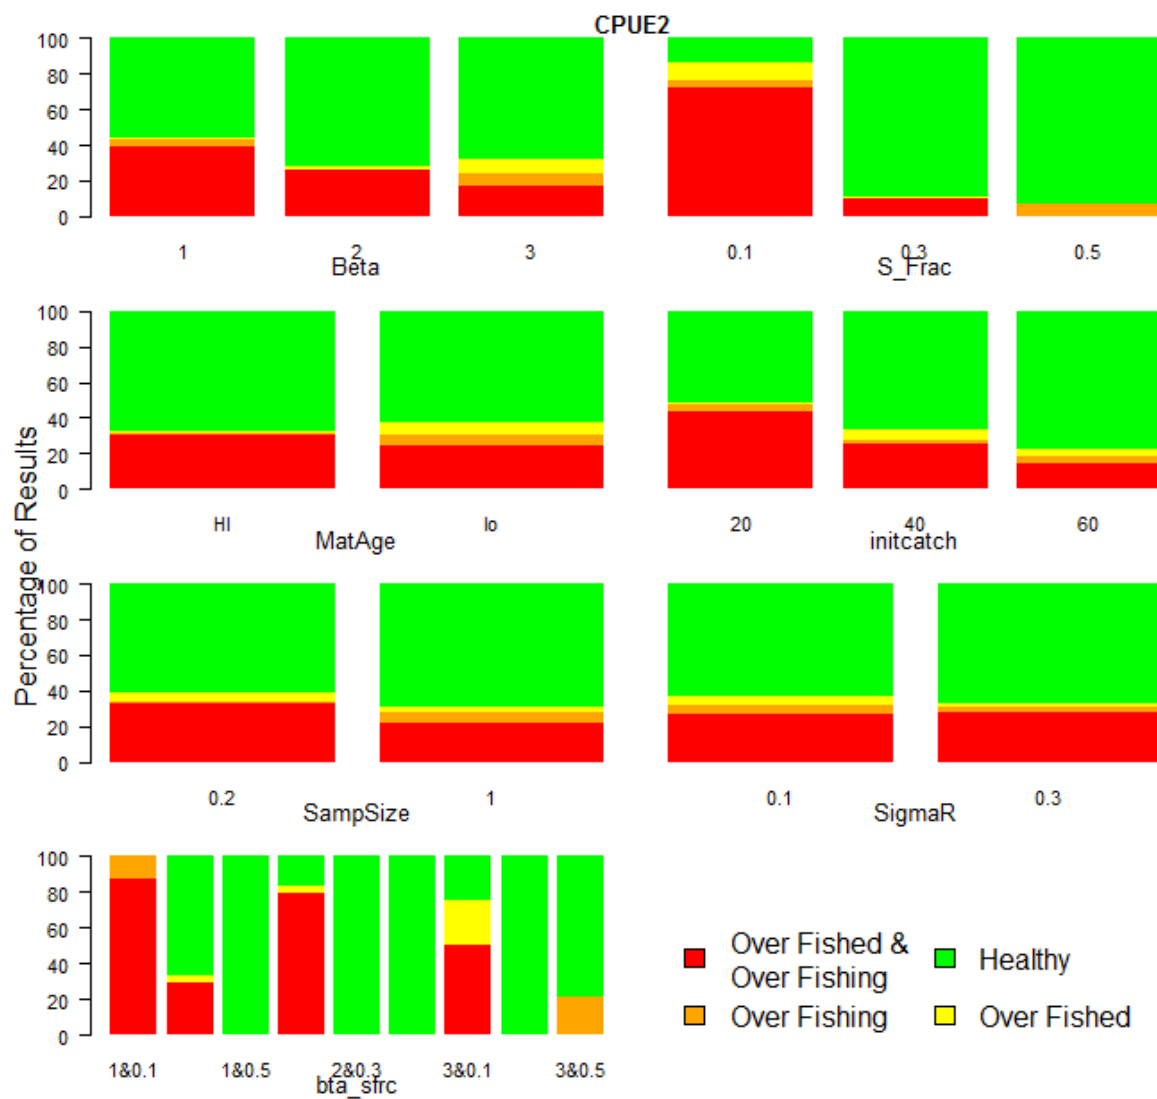 CPUE2
100
80
60
40
20
0
1 2 3
Beta
0.1 0.3 0.5
S_Frac
Percentage of Results
100
80
60
40
20
0
HI lo
MatAge
20 40 60
initcatch
100
80
60
40
20
0
0.2 1
SampSize
0.1 0.3
SigmaR
100
80
60
40
20
0
1&0.1 1&0.5 2&0.3 3&0.1 3&0.5
bta_sfrc
Over Fished &
Over Fishing
Healthy
Over Fishing
Over Fished